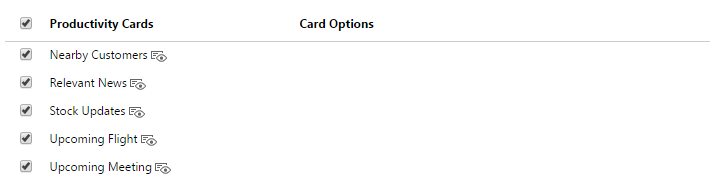 Productivity Cards Card Options
Nearby Customers
Relevant News
Stock Updates
Upcoming Flight
Upcoming Meeting